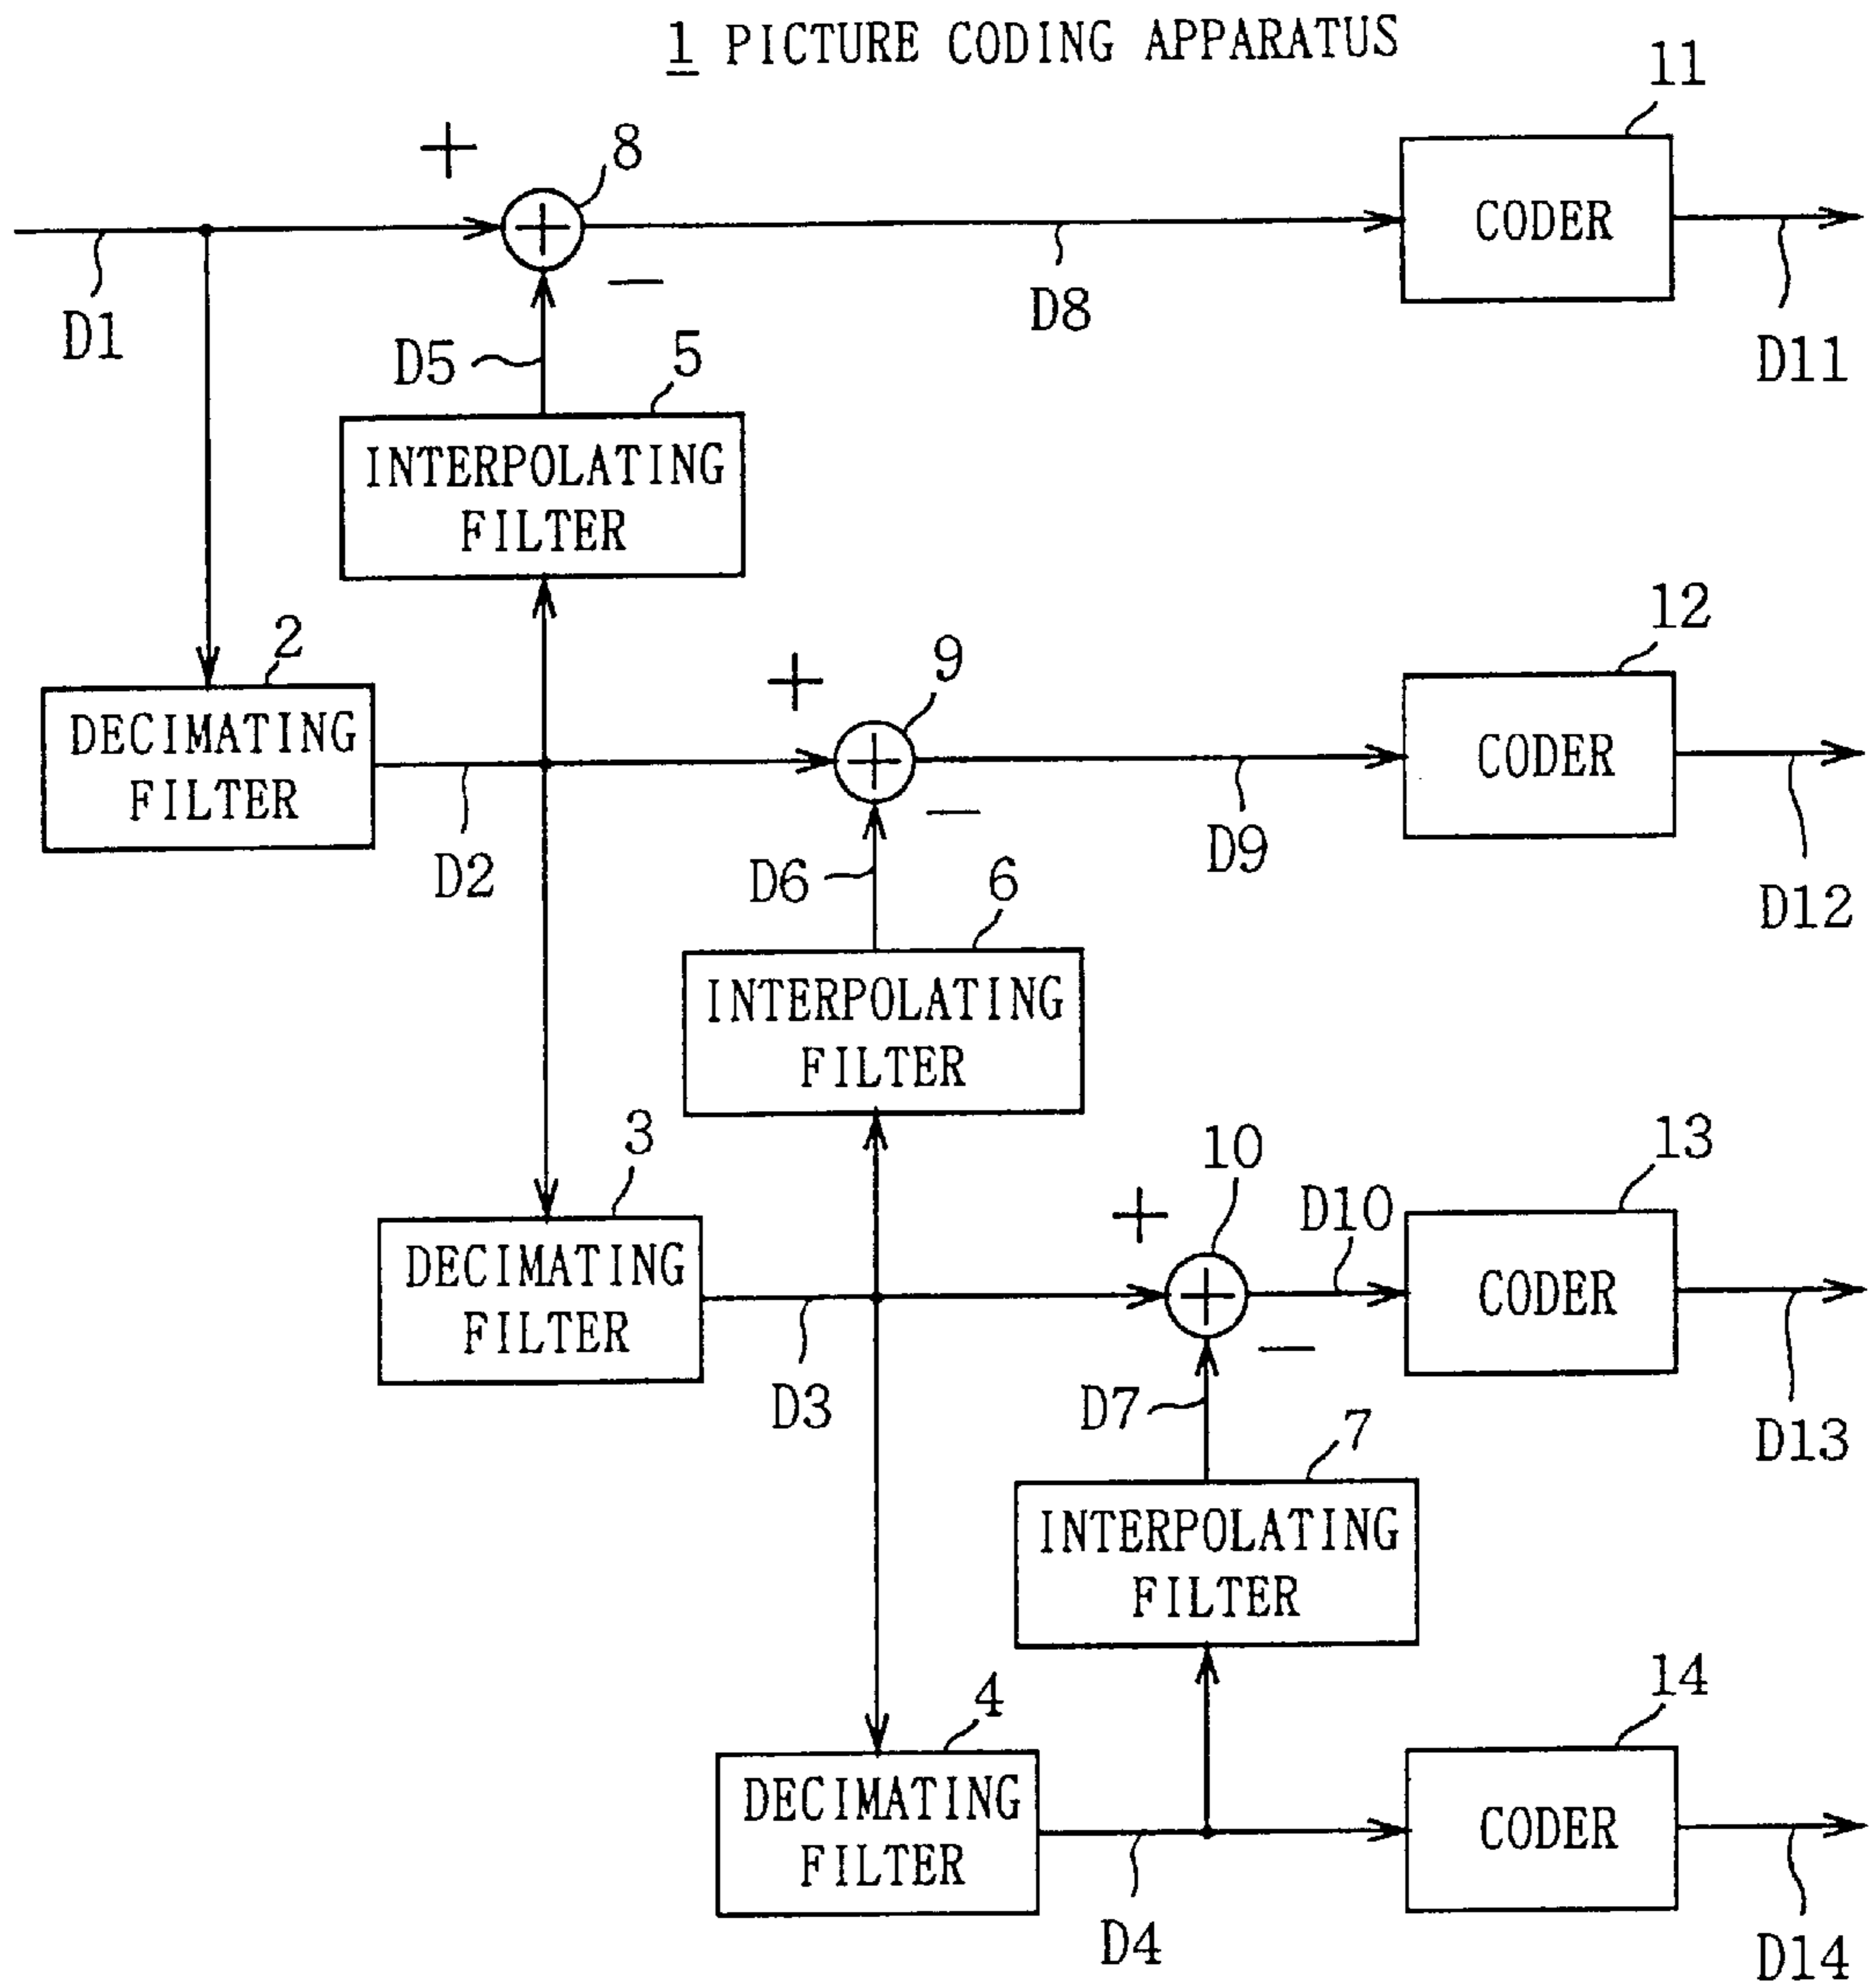 1 PICTURE CODING APPARATUS
11
+
8
CODER
−
D1
D8
D11
D5
5
INTERPOLATING
FILTER
12
2
+
9
DECIMATING
FILTER
CODER
−
D2
D9
D12
D6
6
INTERPOLATING
FILTER
3
10
13
+
D10
DECIMATING
FILTER
CODER
−
D3
D7
D13
7
INTERPOLATING
FILTER
4
14
DECIMATING
FILTER
CODER
D4
D14